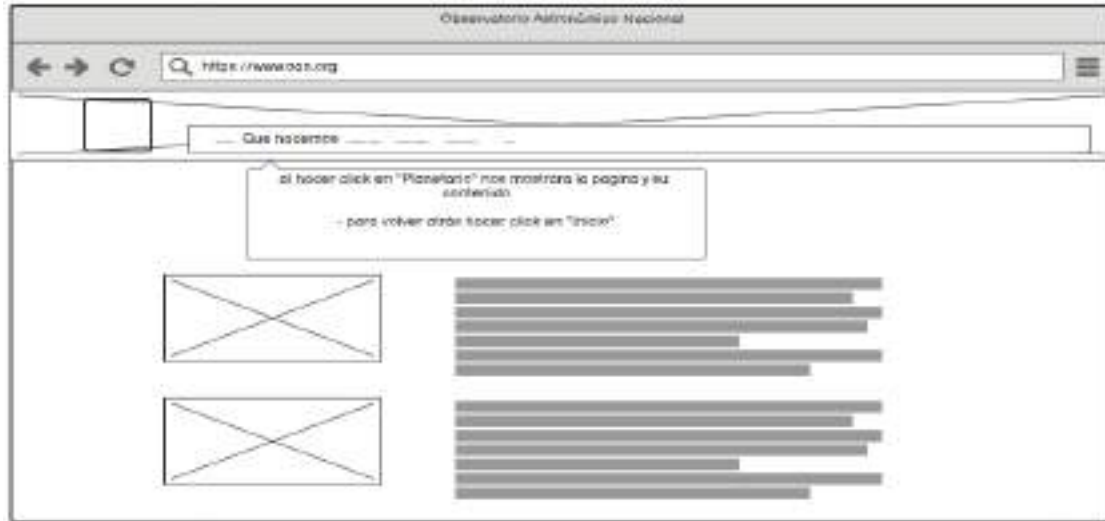 Observatorio Astronómico Nacional
https://www.oan.org
Que hacemos
al hacer click en "Planetario" nos mostrara la pagina y su
contenido
- para volver atrás hacer click en "Inicio"